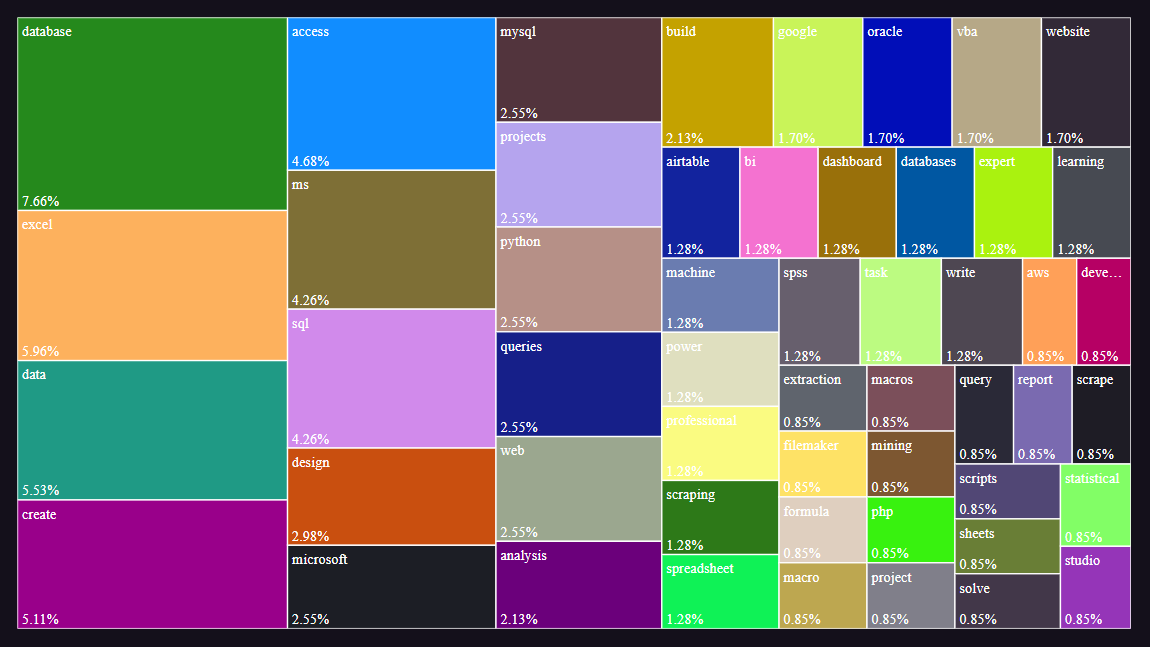 database
7.66%
excel
5.96%
data
5.53%
create
5.11%
access
4.68%
ms
4.26%
sql
4.26%
design
2.98%
microsoft
2.55%
mysql
2.55%
projects
2.55%
python
2.55%
queries
2.55%
web
2.55%
analysis
2.13%
build
2.13%
google
1.70%
oracle
1.70%
vba
1.70%
website
1.70%
airtable
1.28%
bi
1.28%
dashboard
1.28%
databases
1.28%
expert
1.28%
learning
1.28%
machine
1.28%
power
1.28%
professional
1.28%
scraping
1.28%
spreadsheet
1.28%
spss
1.28%
task
1.28%
write
1.28%
aws
0.85%
deve…
0.85%
extraction
0.85%
filemaker
0.85%
formula
0.85%
macro
0.85%
macros
0.85%
mining
0.85%
php
0.85%
project
0.85%
query
0.85%
report
0.85%
scrape
0.85%
scripts
0.85%
sheets
0.85%
solve
0.85%
statistical
0.85%
studio
0.85%